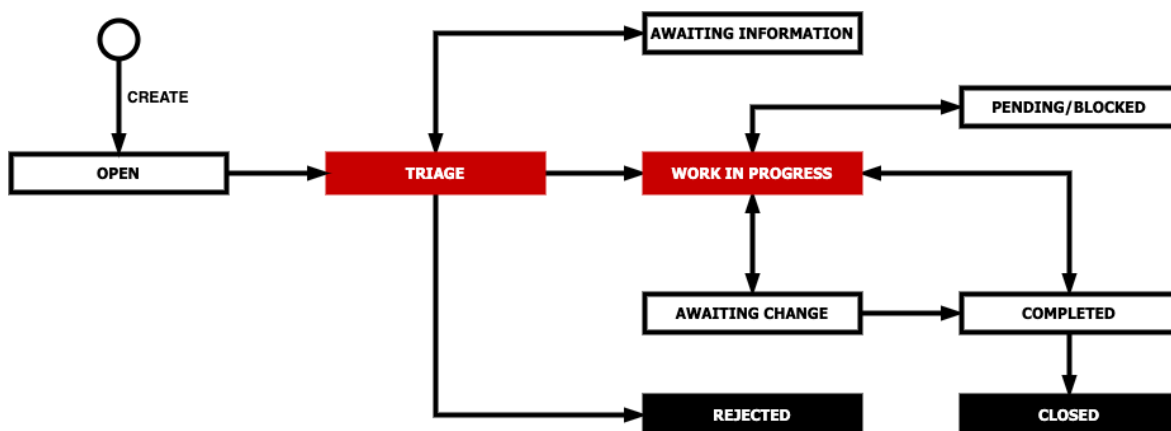 AWAITING INFORMATION
CREATE
PENDING/BLOCKED
OPEN
TRIAGE
WORK IN PROGRESS
AWAITING CHANGE
COMPLETED
REJECTED
CLOSED